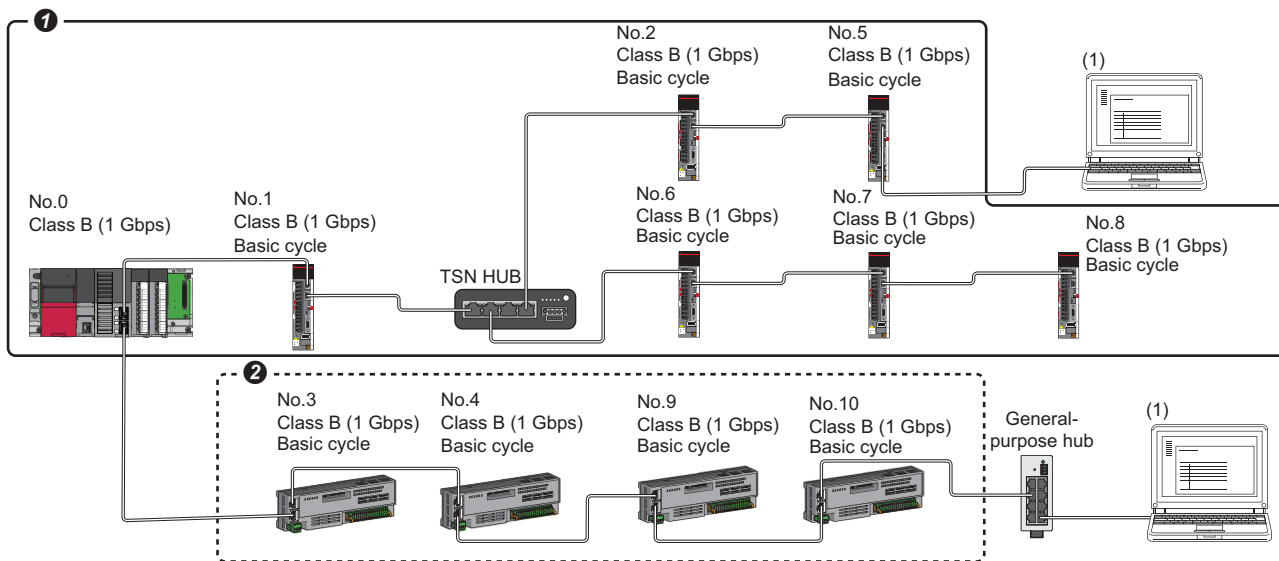 ❶
No.2
Class B (1 Gbps)
Basic cycle
No.5
Class B (1 Gbps)
Basic cycle
(1)
No.0
Class B (1 Gbps)
No.1
Class B (1 Gbps)
Basic cycle
TSN HUB
No.6
Class B (1 Gbps)
Basic cycle
No.7
Class B (1 Gbps)
Basic cycle
No.8
Class B (1 Gbps)
Basic cycle
❷
No.3
Class B (1 Gbps)
Basic cycle
No.4
Class B (1 Gbps)
Basic cycle
No.9
Class B (1 Gbps)
Basic cycle
No.10
Class B (1 Gbps)
Basic cycle
General-
purpose hub
(1)